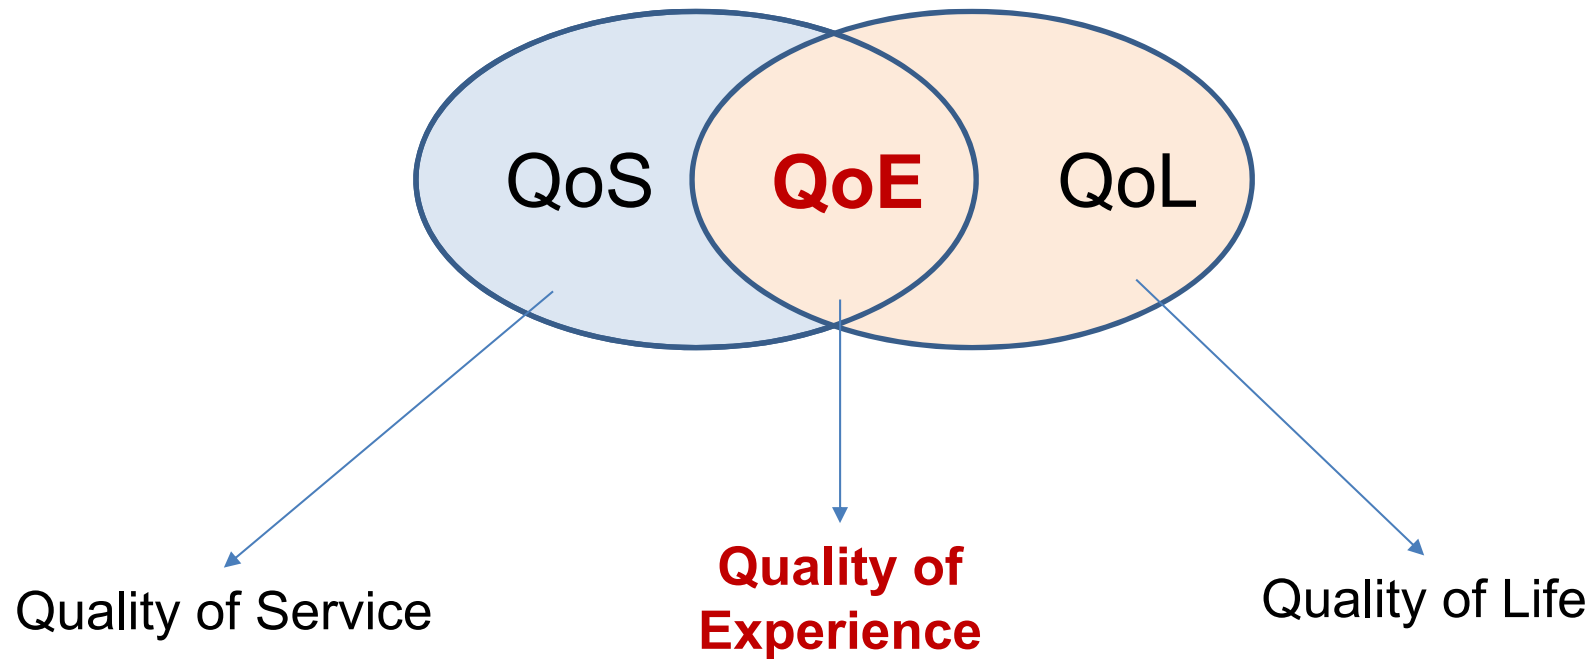 QoS
QoE
QoL
Quality of Service
Quality of
Experience
Quality of Life